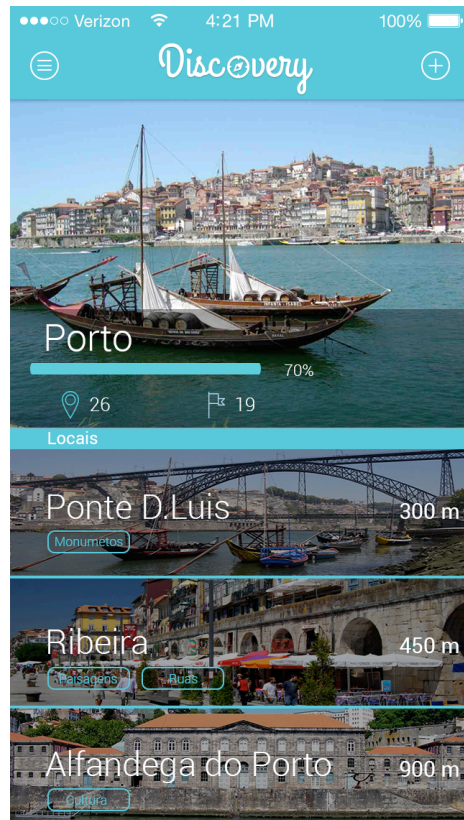 Verizon 4:21 PM 100%
Discovery
Porto
70%
26 19
Locais
Ponte D.Luis 300 m
Monumetos
Ribeira 450 m
Paisagens Ruas
Alfandega do Porto 900 m
Cultura